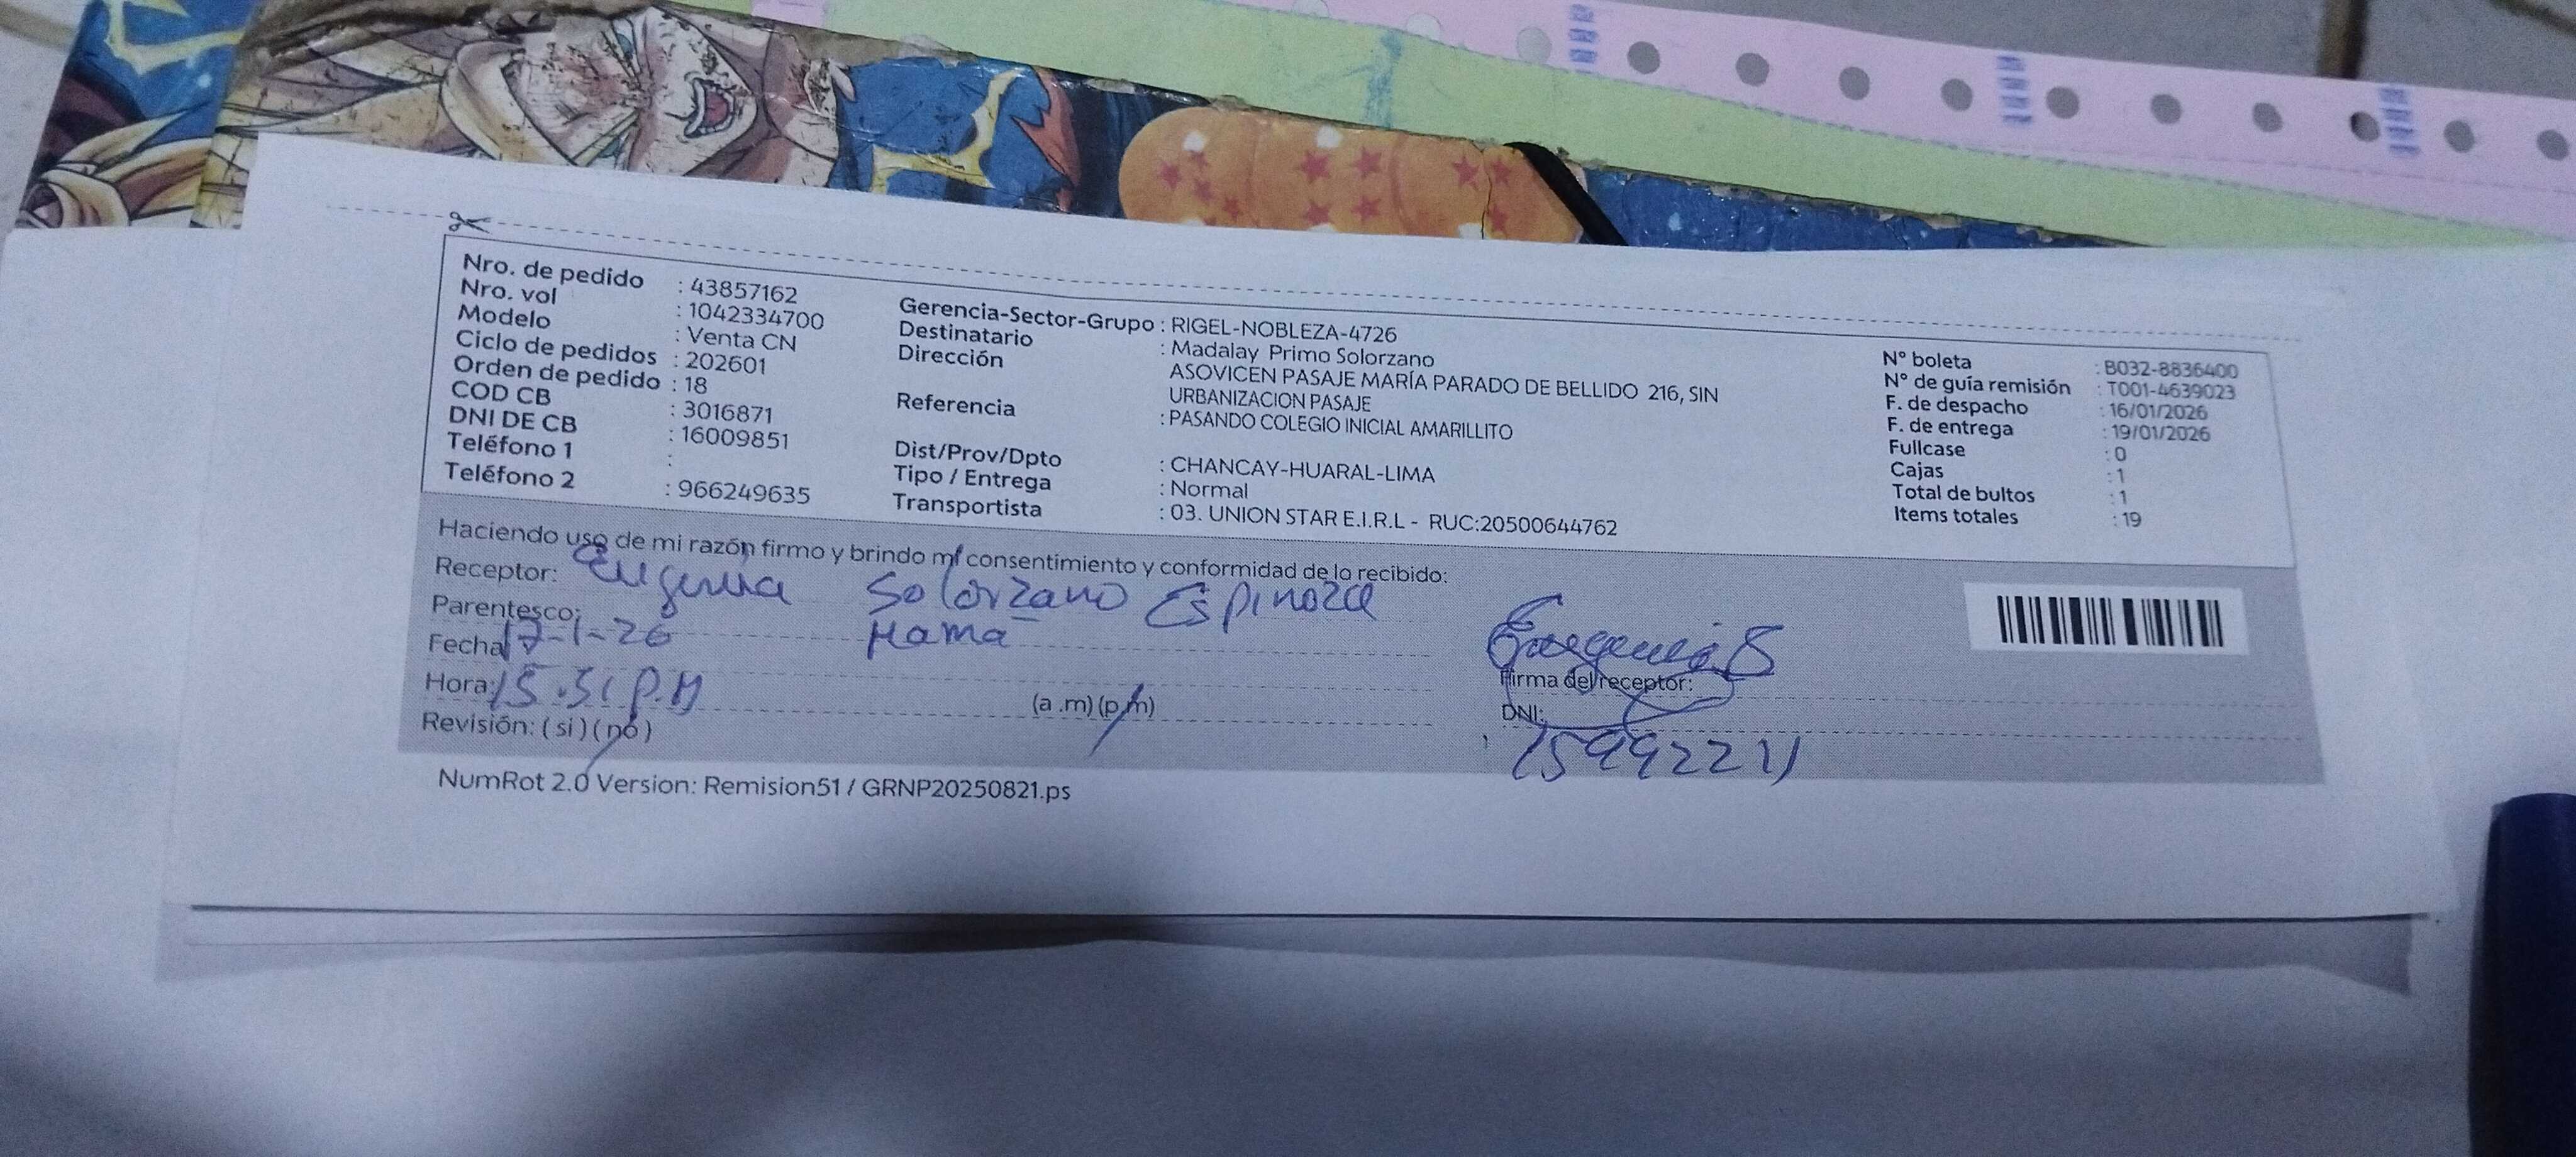 Nro. de pedido : 43857162
Nro. vol : 1042334700
Modelo : Venta CN
Ciclo de pedidos : 202601
Orden de pedido : 18
COD CB : 3016871
DNI DE CB : 16009851
Teléfono 1 :
Teléfono 2 : 966249635
Gerencia-Sector-Grupo : RIGEL-NOBLEZA-4726
Destinatario : Madalay Primo Solorzano
Dirección ASOVICEN PASAJE MARÍA PARADO DE BELLIDO 216, SIN
URBANIZACION PASAJE
Referencia : PASANDO COLEGIO INICIAL AMARILLITO
Dist/Prov/Dpto : CHANCAY-HUARAL-LIMA
Tipo / Entrega : Normal
Transportista : 03. UNION STAR E.I.R.L - RUC:20500644762
N° boleta : B032-8836400
N° de guía remisión : T001-4639023
F. de despacho : 16/01/2026
F. de entrega : 19/01/2026
Fullcase : 0
Cajas : 1
Total de bultos : 1
Items totales : 19
Haciendo uso de mi razón firmo y brindo mi consentimiento y conformidad de lo recibido:
Receptor: Eugenia Solorzano Espinoza
Parentesco: Mama
Fecha 17-1-26
Hora: 15.51 P.M (a .m) (p.m)
Revisión: ( si ) ( no )
Firma del receptor:
DNI: 15992211
NumRot 2.0 Version: Remision51 / GRNP20250821.ps